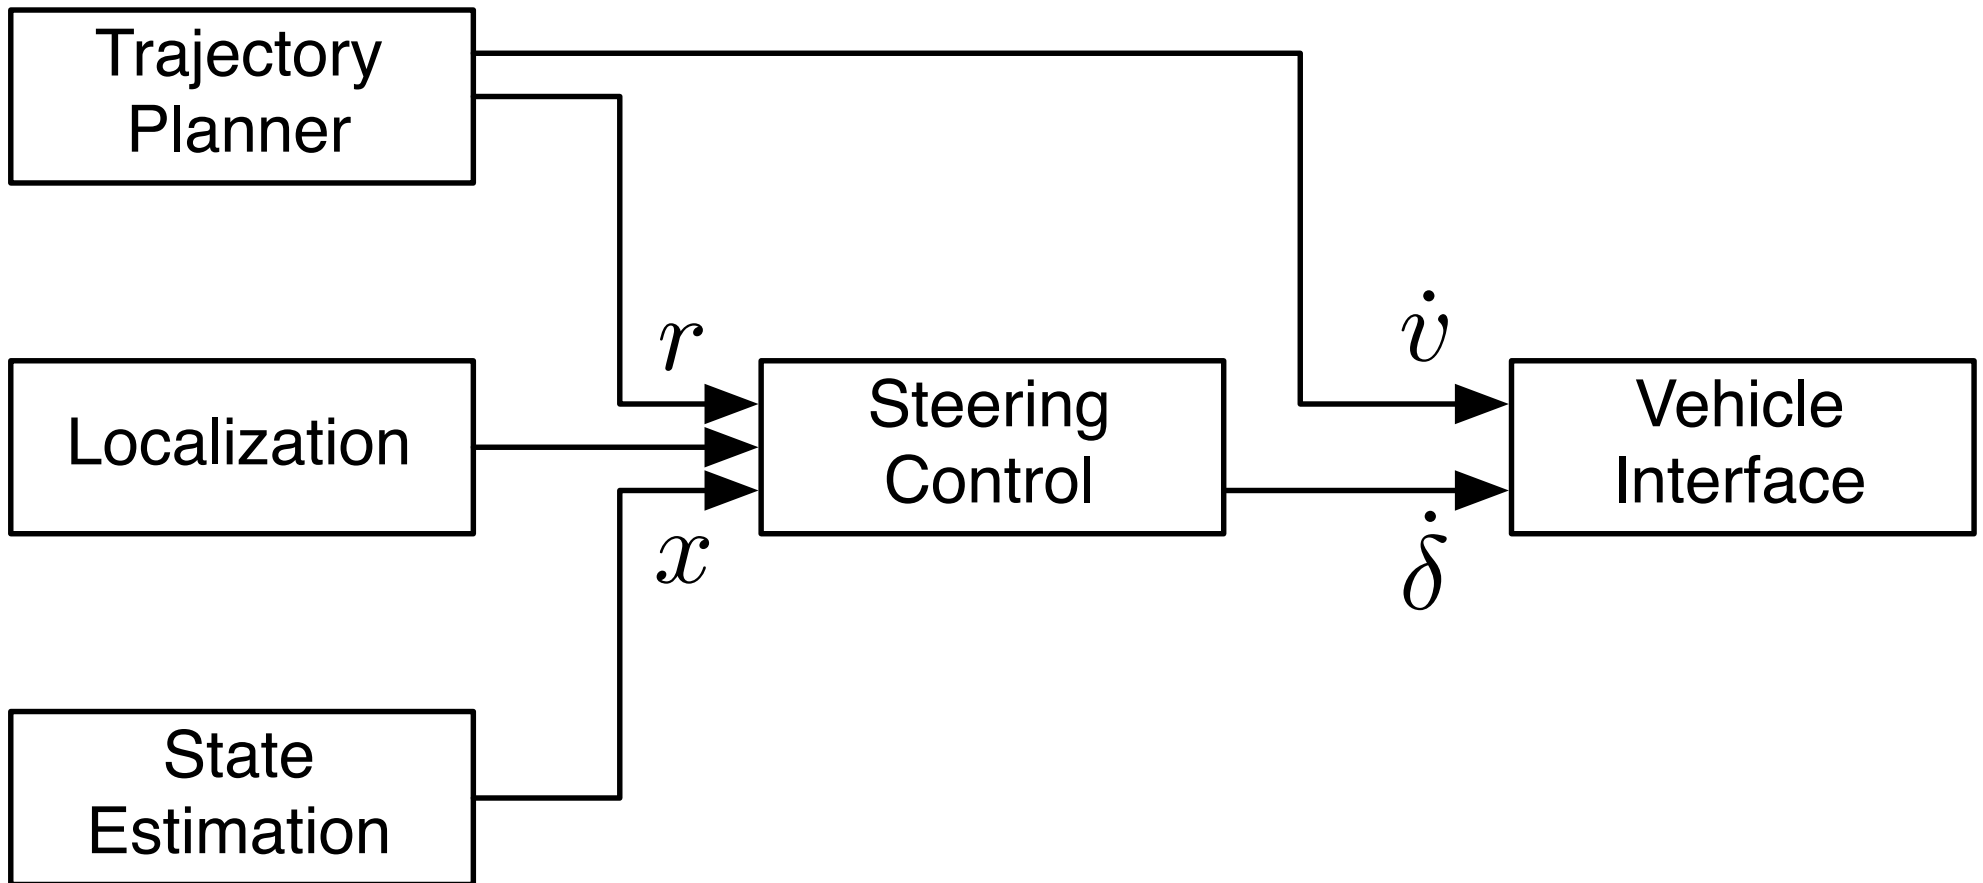 Trajectory
Planner
r
v̇
Localization
Steering
Control
Vehicle
Interface
x
δ̇
State
Estimation